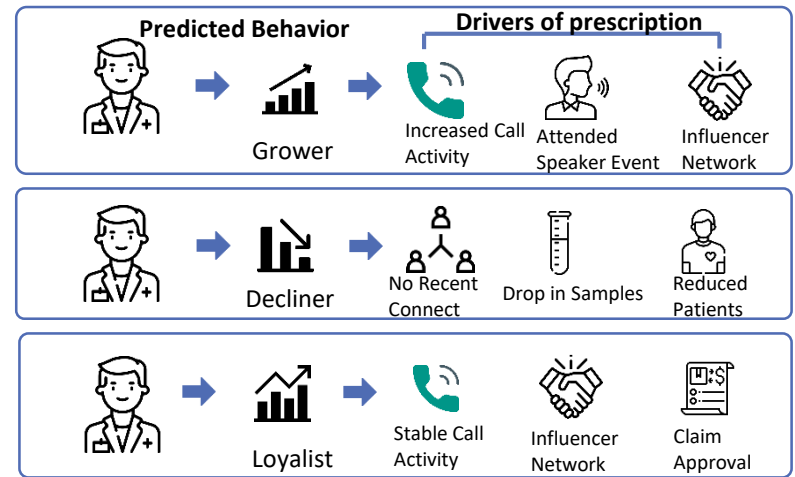 Predicted Behavior
Drivers of prescription
Grower
Increased Call
Activity
Attended
Speaker Event
Influencer
Network
Decliner
No Recent
Connect
Drop in Samples
Reduced
Patients
Loyalist
Stable Call
Activity
Influencer
Network
Claim
Approval